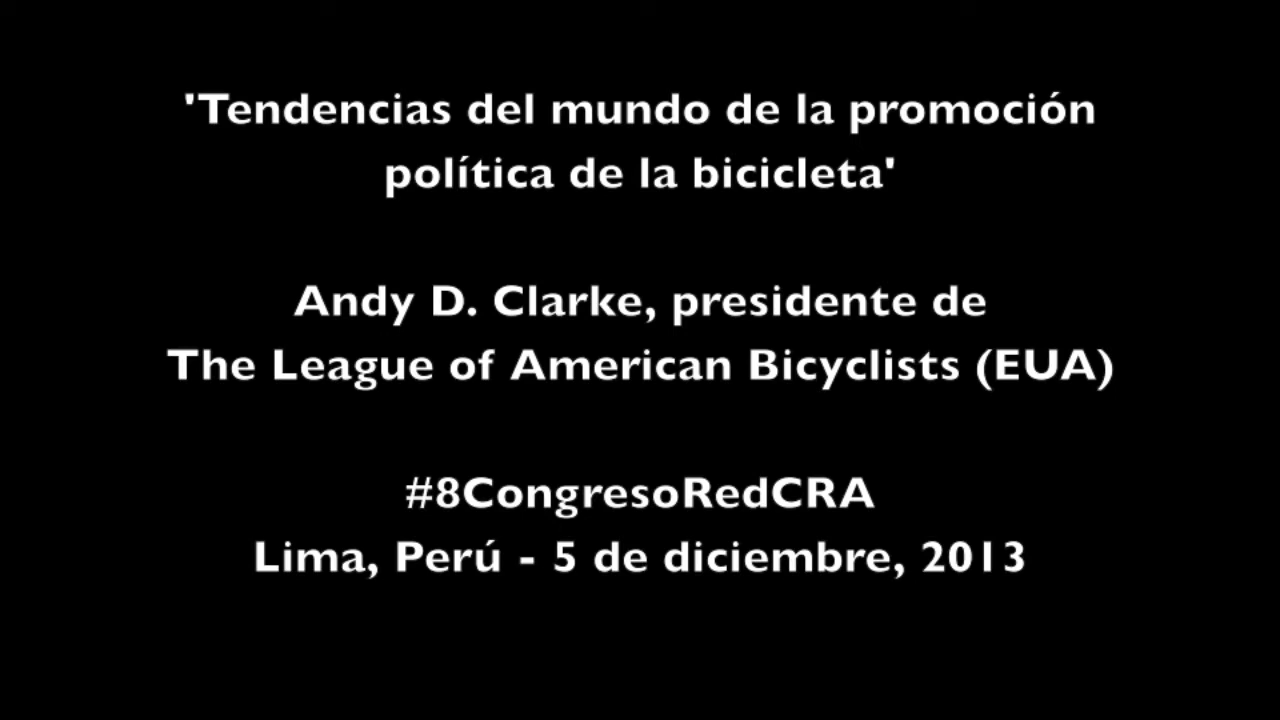 'Tendencias del mundo de la promoción
política de la bicicleta'
Andy D. Clarke, presidente de
The League of American Bicyclists (EUA)
#8CongresoRedCRA
Lima, Perú - 5 de diciembre, 2013